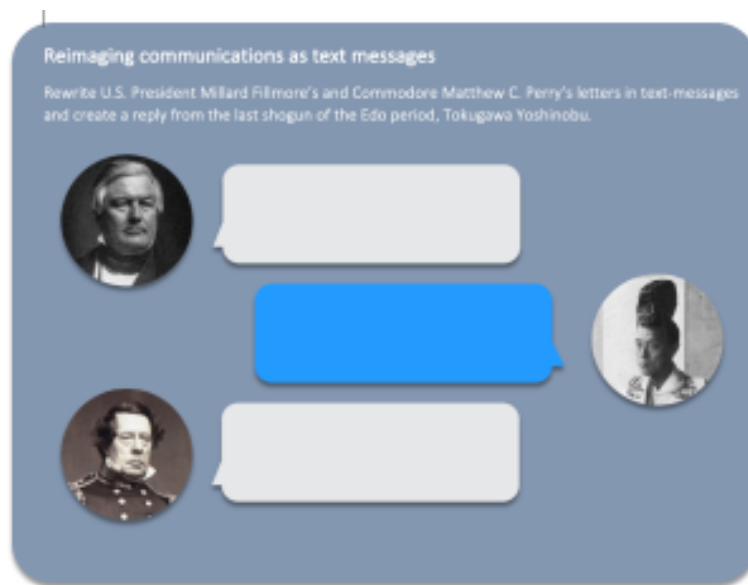 Reimaging communications as text messages
Rewrite U.S. President Millard Fillmore's and Commodore Matthew C. Perry's letters in text-messages
and create a reply from the last shogun of the Edo period, Tokugawa Yoshinobu.